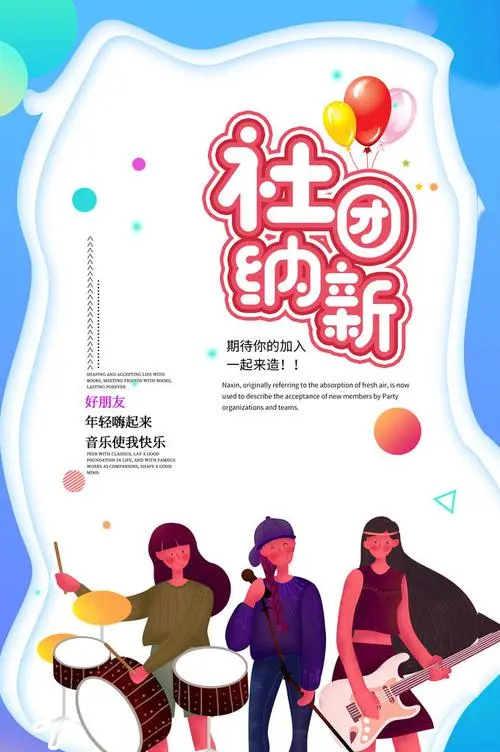 社团
纳新
期待你的加入
一起来造！！
Naxin, originally referring to the absorption of fresh air, is now
used to describe the acceptance of new members by Party
organizations and teams.
SHAPING AND ACCEPTING LIFE WITH
BOOKS, MEETING FRIENDS WITH BOOKS,
LASTING FOREVER
好朋友
年轻嗨起来
音乐使我快乐
PEER WITH CLASSICS, LAY A GOOD
FOUNDATION IN LIFE, AND WITH FAMOUS
WORKS AS COMPANIONS, SHAPE A GOOD
MIND.